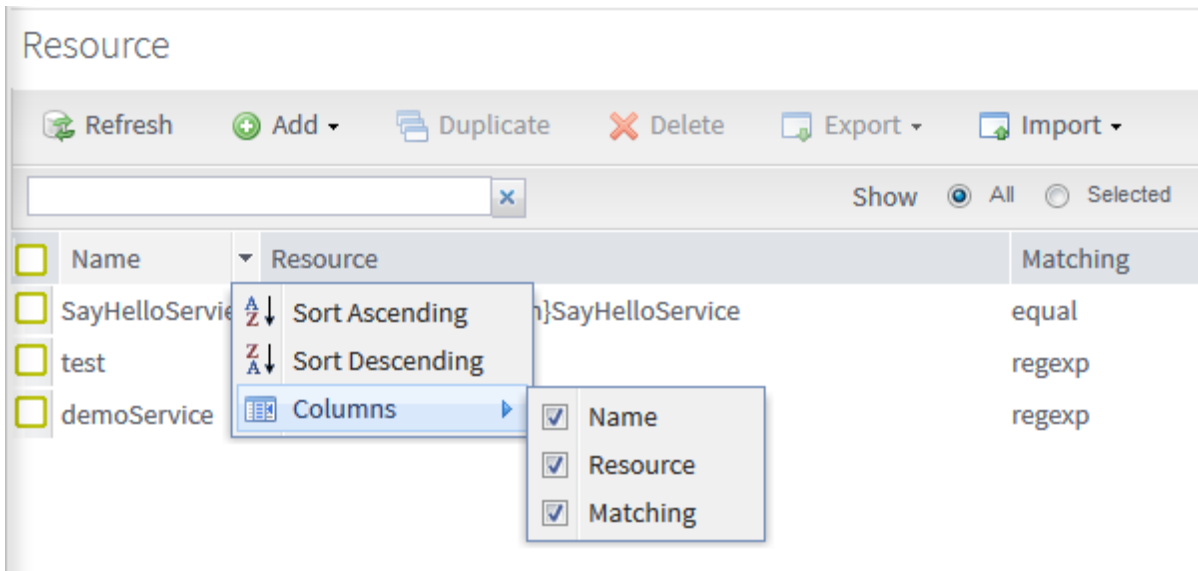 Resource
Refresh Add Duplicate Delete Export Import
Show All Selected
Name Resource Matching
SayHelloServie }SayHelloService equal
test regexp
demoService regexp
Sort Ascending
Sort Descending
Columns
Name
Resource
Matching